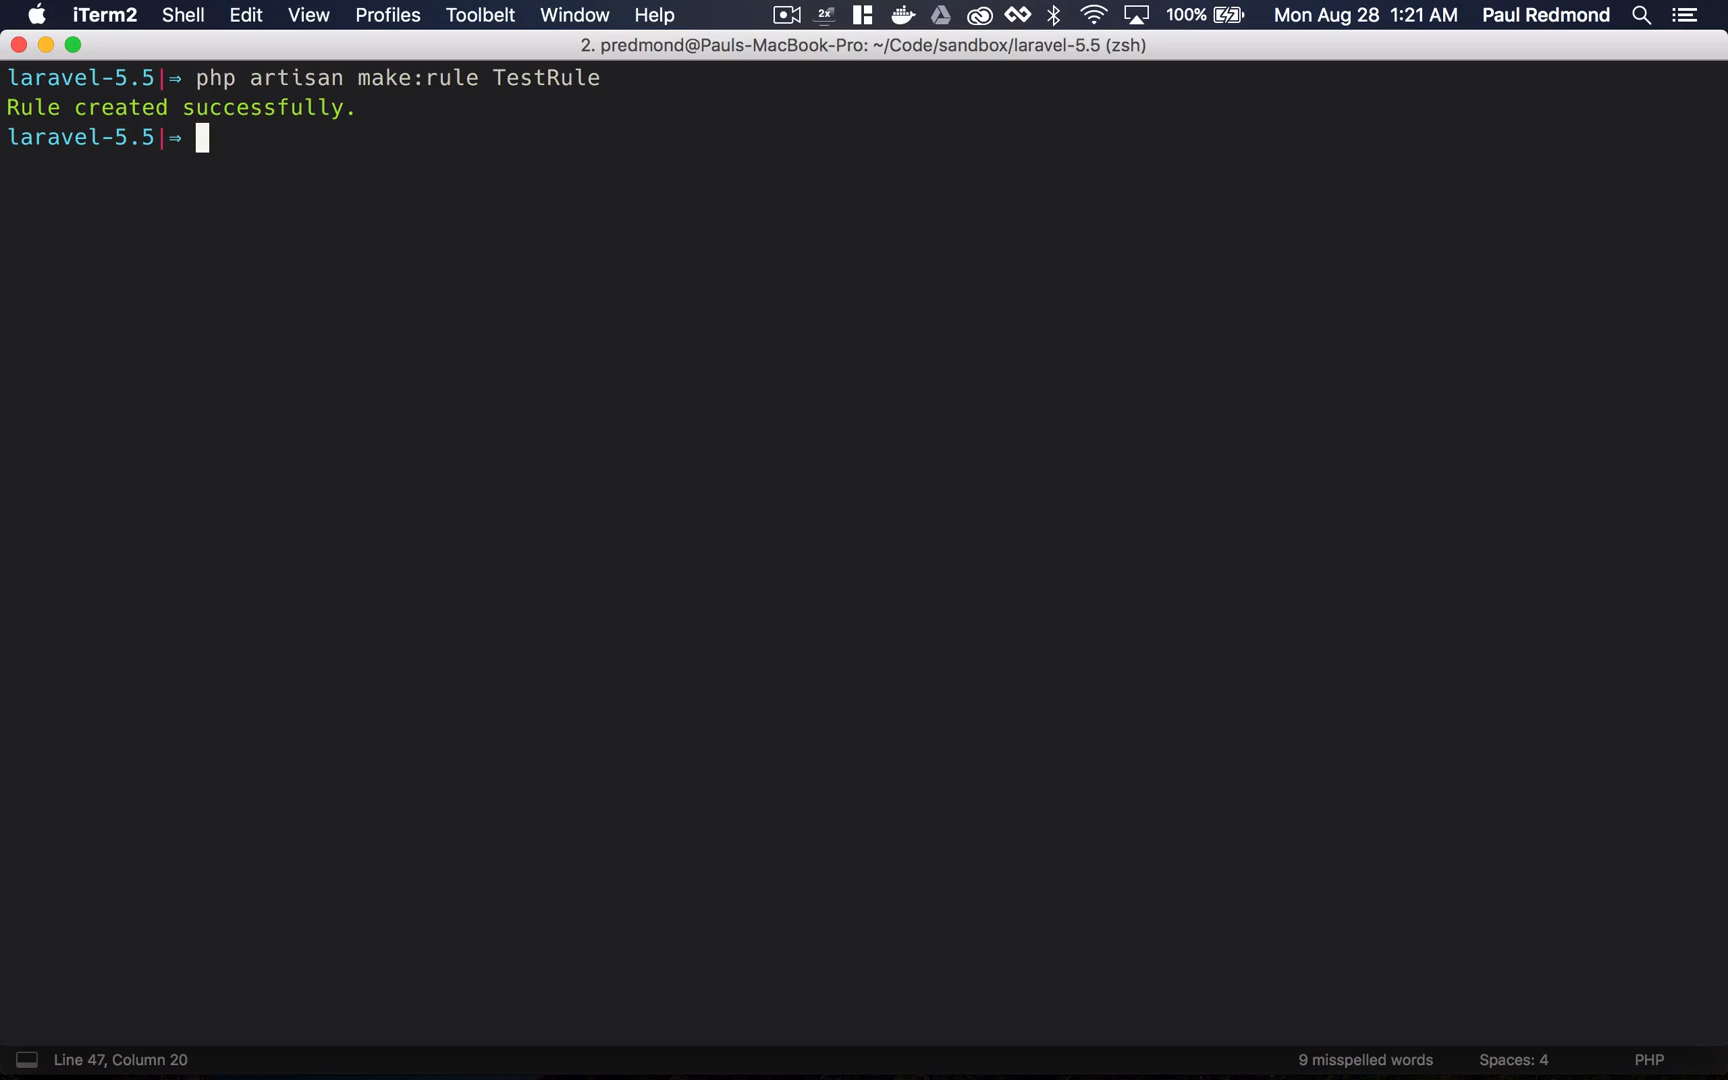 iTerm2 Shell Edit View Profiles Toolbelt Window Help 2x 100% Mon Aug 28 1:21 AM Paul Redmond
2. predmond@Pauls-MacBook-Pro: ~/Code/sandbox/laravel-5.5 (zsh)
laravel-5.5|⇒ php artisan make:rule TestRule
Rule created successfully.
laravel-5.5|⇒
Line 47, Column 20 9 misspelled words Spaces: 4 PHP